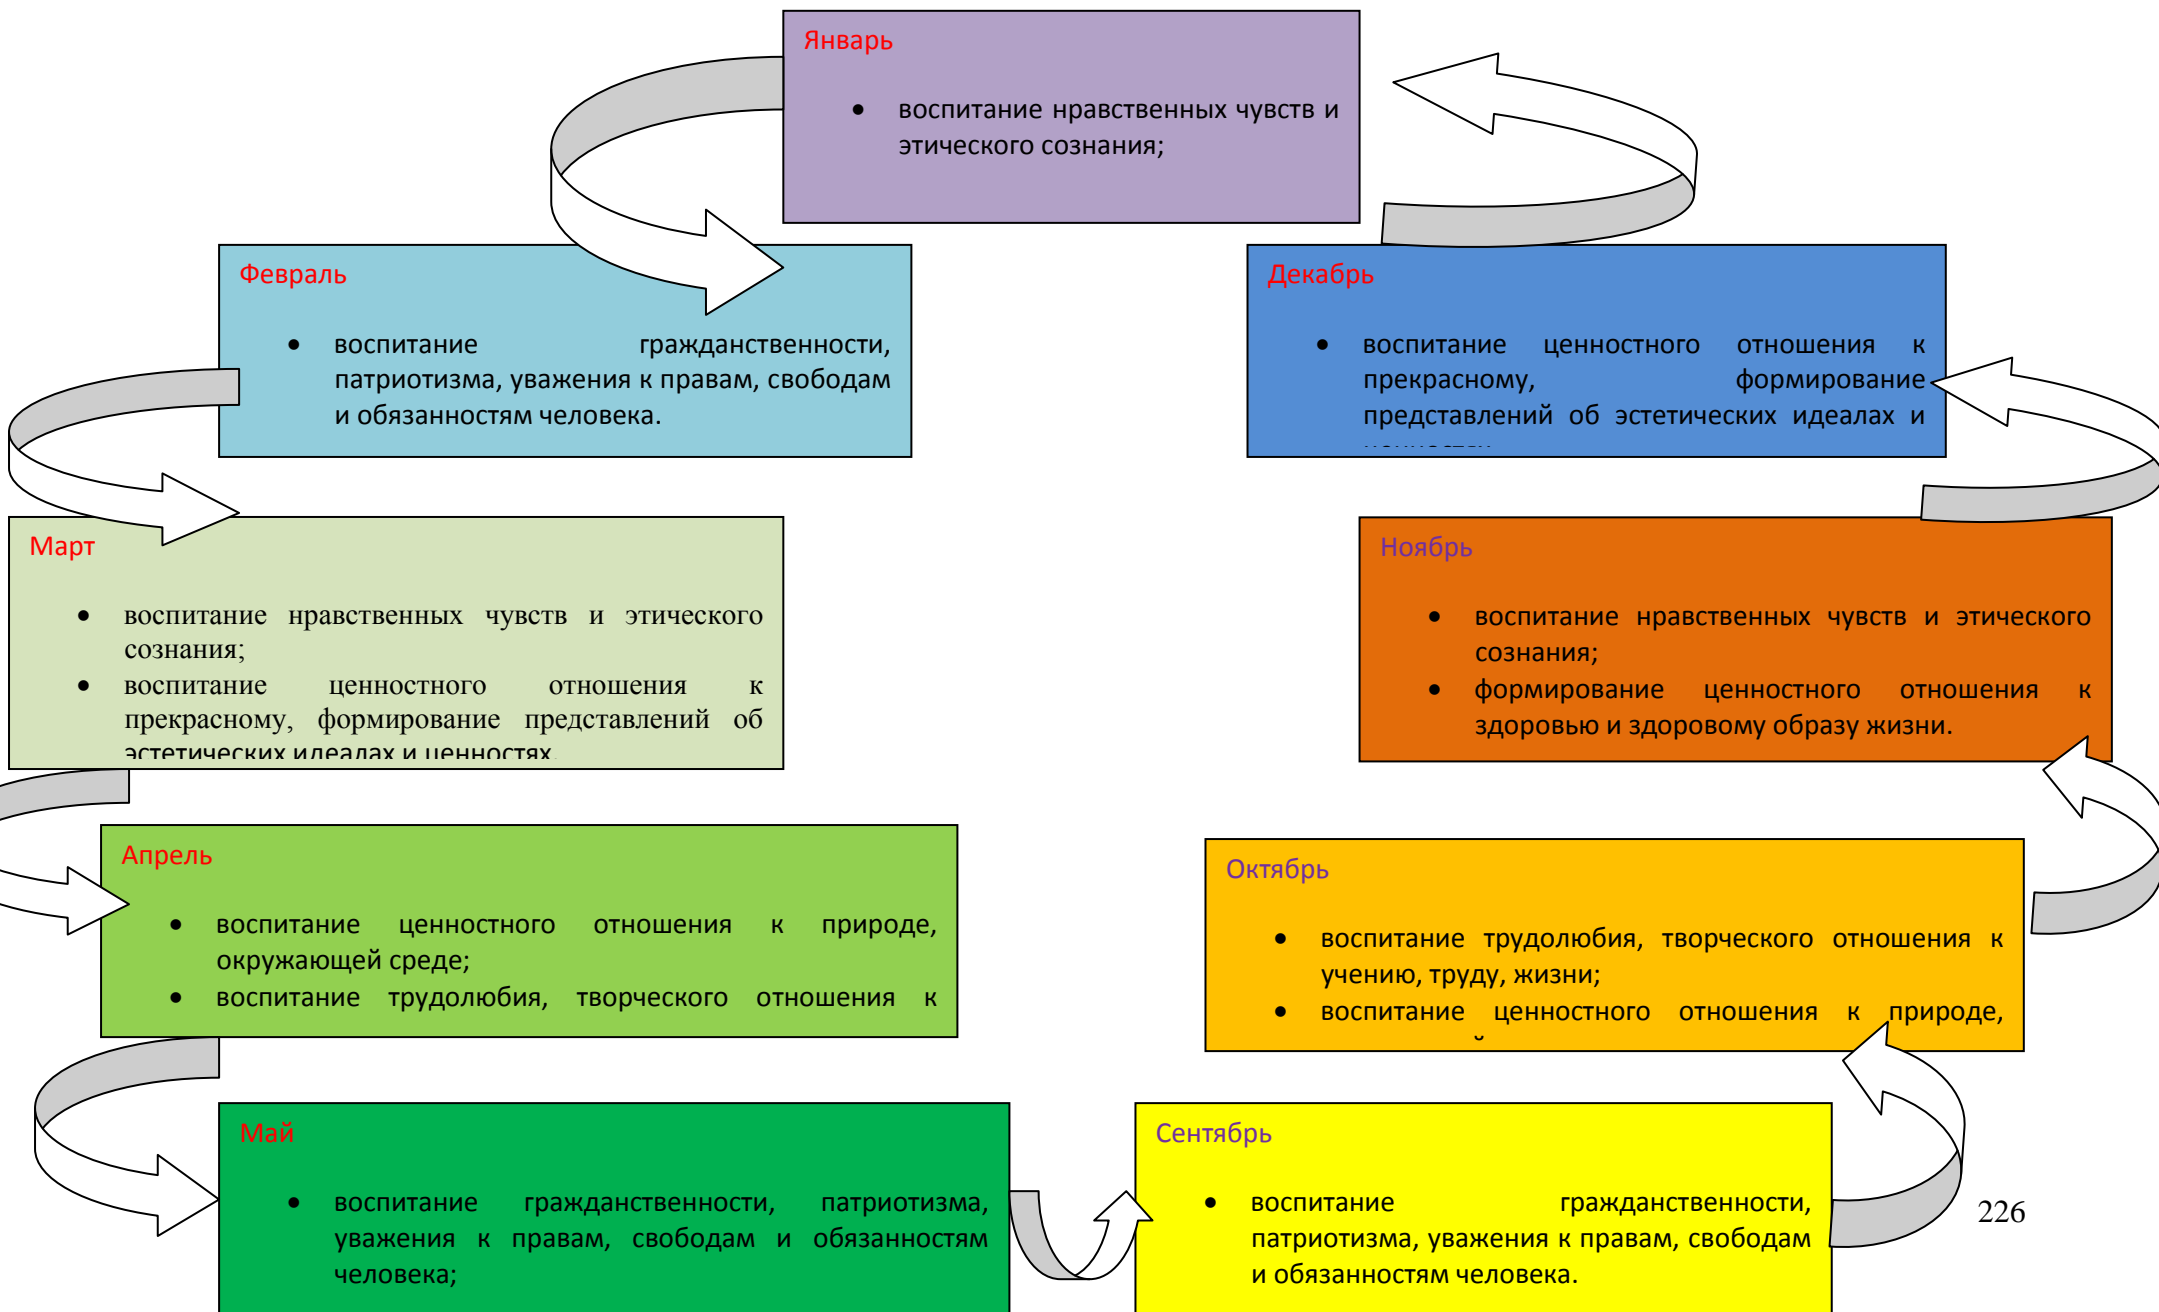 Январь
• воспитание нравственных чувств и
этического сознания;
Февраль
• воспитание гражданственности,
патриотизма, уважения к правам, свободам
и обязанностям человека.
Декабрь
• воспитание ценностного отношения к
прекрасному, формирование
представлений об эстетических идеалах и
Март
• воспитание нравственных чувств и этического
сознания;
• воспитание ценностного отношения к
прекрасному, формирование представлений об
эстетических идеалах и ценностях.
Ноябрь
• воспитание нравственных чувств и этического
сознания;
• формирование ценностного отношения к
здоровью и здоровому образу жизни.
Апрель
• воспитание ценностного отношения к природе,
окружающей среде;
• воспитание трудолюбия, творческого отношения к
Октябрь
• воспитание трудолюбия, творческого отношения к
учению, труду, жизни;
• воспитание ценностного отношения к природе,
Май
• воспитание гражданственности, патриотизма,
уважения к правам, свободам и обязанностям
человека;
Сентябрь
• воспитание гражданственности,
патриотизма, уважения к правам, свободам
и обязанностям человека.
226